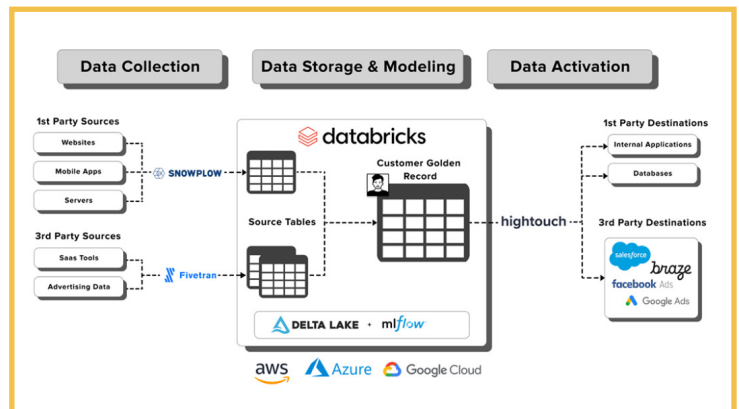 Data Collection
Data Storage & Modeling
Data Activation
1st Party Sources
Websites
Mobile Apps
Servers
SNOWPLOW
3rd Party Sources
Saas Tools
Advertising Data
Fivetran
databricks
Customer Golden
Record
Source Tables
DELTA LAKE + mlflow
aws
Azure
Google Cloud
hightouch
1st Party Destinations
Internal Applications
Databases
3rd Party Destinations
salesforce
braze
facebook Ads
Google Ads